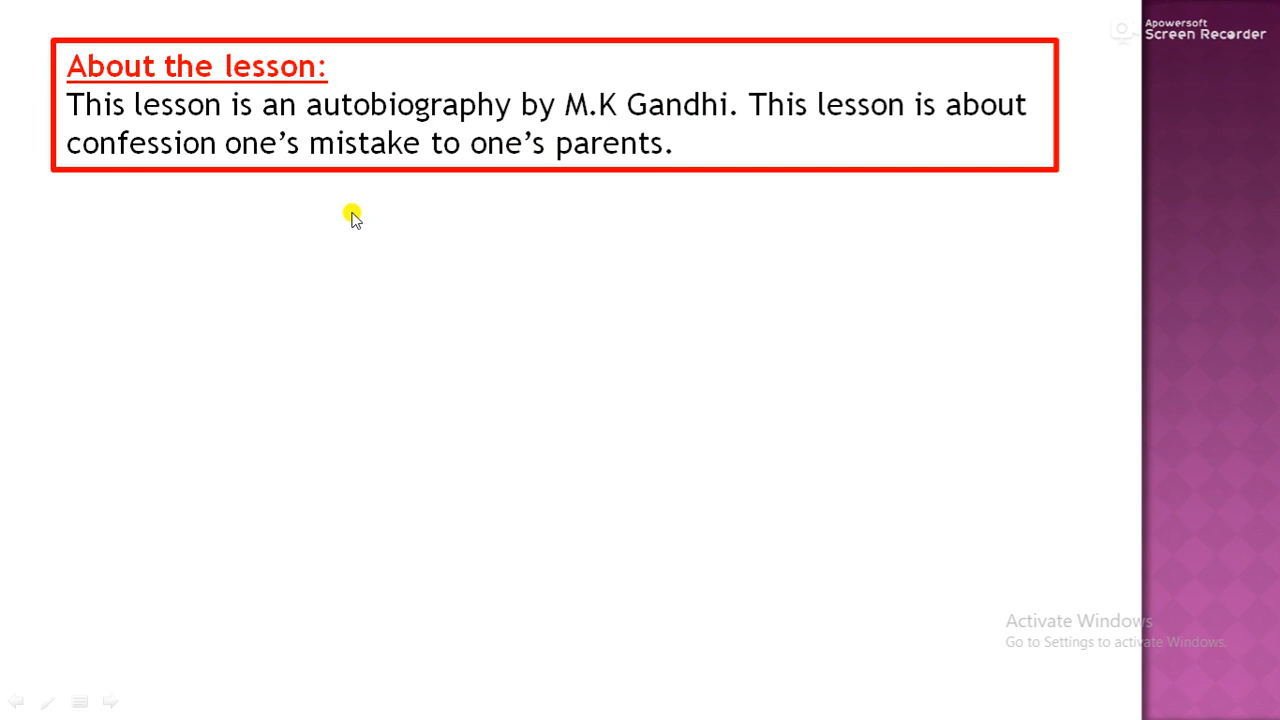 Apowersoft
Screen Recorder
About the lesson:
This lesson is an autobiography by M.K Gandhi. This lesson is about
confession one’s mistake to one’s parents.
Activate Windows
Go to Settings to activate Windows.